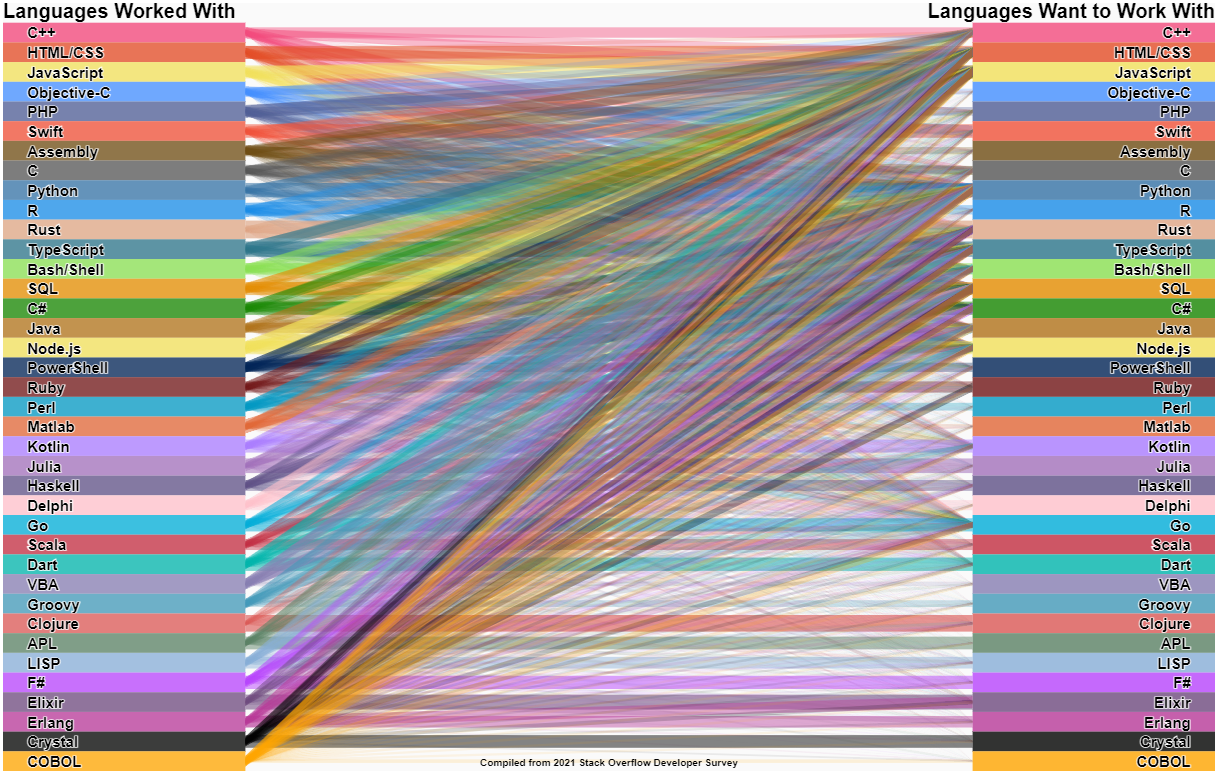 Languages Worked With
Languages Want to Work With
C++
C++
HTML/CSS
HTML/CSS
JavaScript
JavaScript
Objective-C
Objective-C
PHP
PHP
Swift
Swift
Assembly
Assembly
C
C
Python
Python
R
R
Rust
Rust
TypeScript
TypeScript
Bash/Shell
Bash/Shell
SQL
SQL
C#
C#
Java
Java
Node.js
Node.js
PowerShell
PowerShell
Ruby
Ruby
Perl
Perl
Matlab
Matlab
Kotlin
Kotlin
Julia
Julia
Haskell
Haskell
Delphi
Delphi
Go
Go
Scala
Scala
Dart
Dart
VBA
VBA
Groovy
Groovy
Clojure
Clojure
APL
APL
LISP
LISP
F#
F#
Elixir
Elixir
Erlang
Erlang
Crystal
Crystal
COBOL
COBOL
Compiled from 2021 Stack Overflow Developer Survey